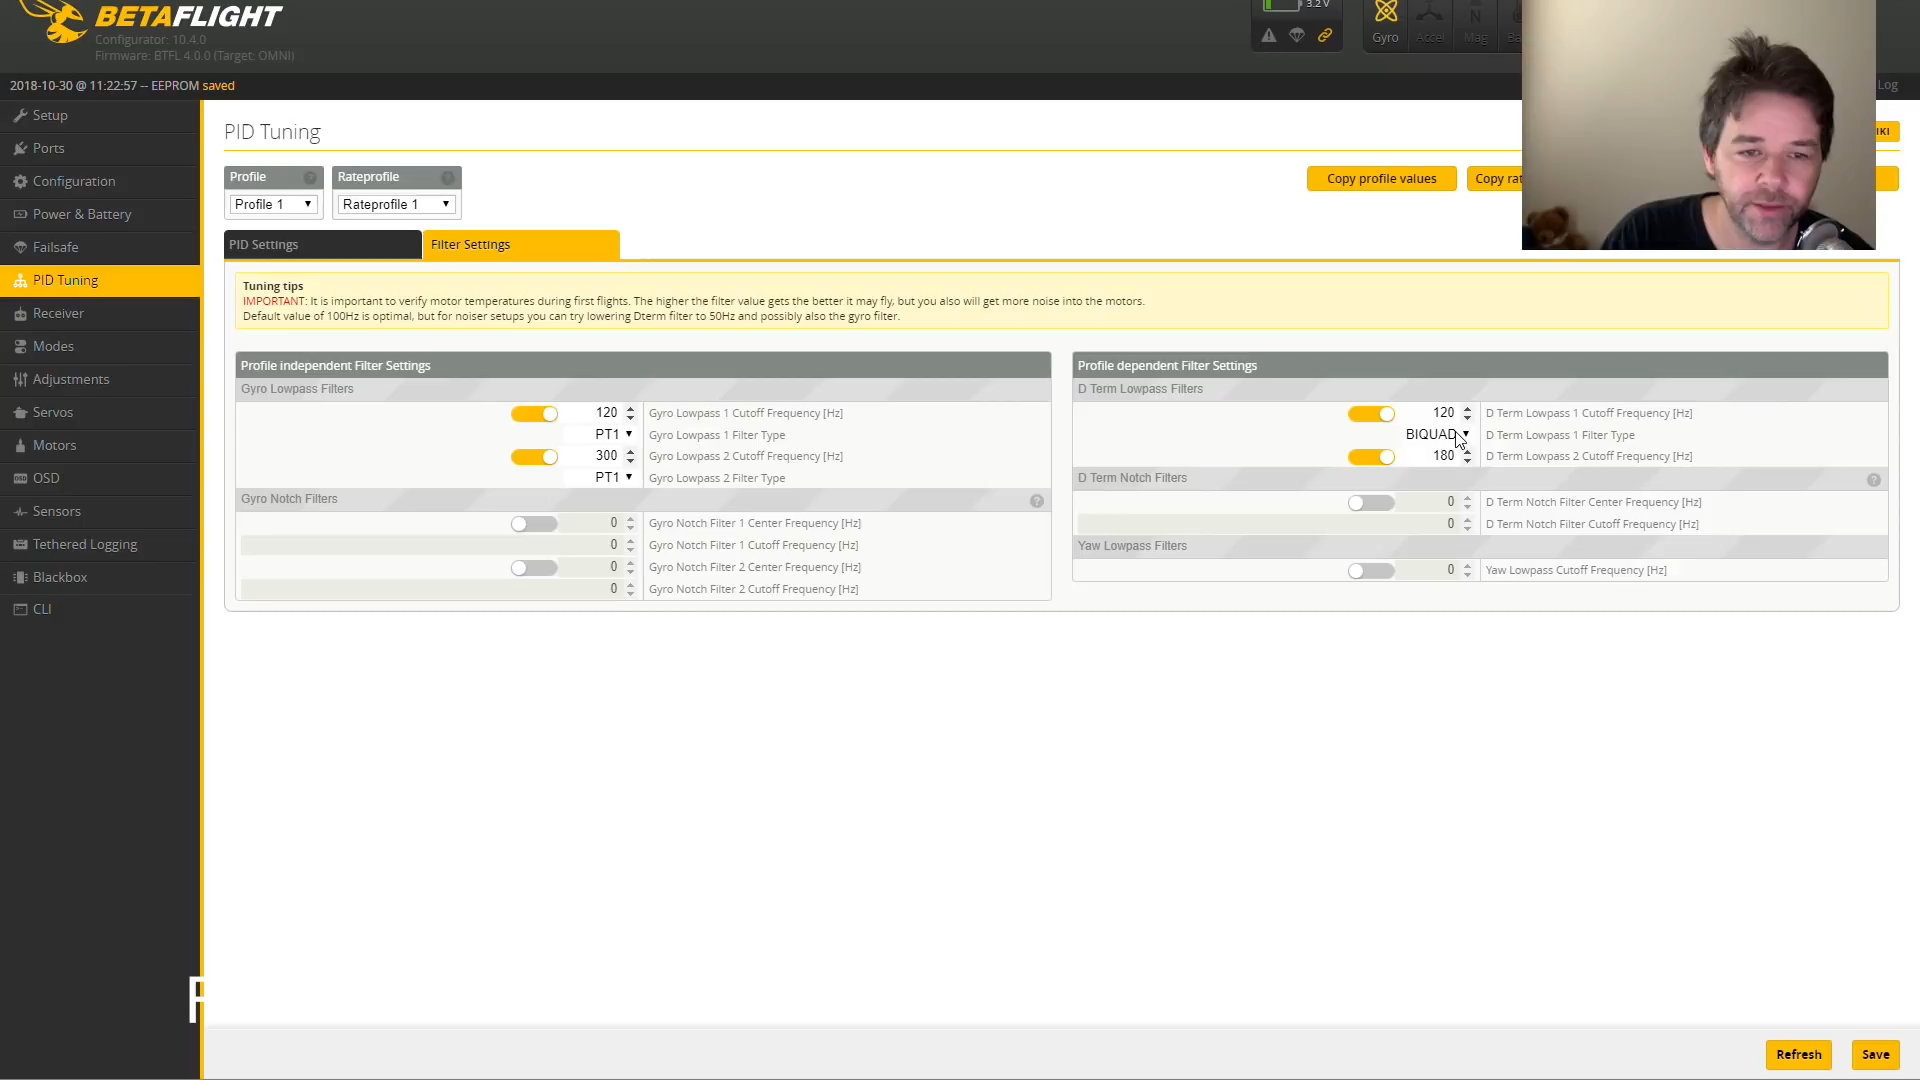 BETAFLIGHT
Configurator: 10.4.0
Firmware: BTFL 4.0.0 (Target: OMNI)
3.2 V
Gyro
Accel
Mag
2018-10-30 @ 11:22:57 -- EEPROM saved
Log
Setup
Ports
Configuration
Power & Battery
Failsafe
PID Tuning
Receiver
Modes
Adjustments
Servos
Motors
OSD
Sensors
Tethered Logging
Blackbox
CLI
PID Tuning
IKI
Profile
Profile 1
Rateprofile
Rateprofile 1
Copy profile values
Copy rat
PID Settings
Filter Settings
Tuning tips
IMPORTANT: It is important to verify motor temperatures during first flights. The higher the filter value gets the better it may fly, but you also will get more noise into the motors.
Default value of 100Hz is optimal, but for noiser setups you can try lowering Dterm filter to 50Hz and possibly also the gyro filter.
Profile independent Filter Settings
Gyro Lowpass Filters
120 Gyro Lowpass 1 Cutoff Frequency [Hz]
PT1 Gyro Lowpass 1 Filter Type
300 Gyro Lowpass 2 Cutoff Frequency [Hz]
PT1 Gyro Lowpass 2 Filter Type
Gyro Notch Filters
0 Gyro Notch Filter 1 Center Frequency [Hz]
0 Gyro Notch Filter 1 Cutoff Frequency [Hz]
0 Gyro Notch Filter 2 Center Frequency [Hz]
0 Gyro Notch Filter 2 Cutoff Frequency [Hz]
Profile dependent Filter Settings
D Term Lowpass Filters
120 D Term Lowpass 1 Cutoff Frequency [Hz]
BIQUAD D Term Lowpass 1 Filter Type
180 D Term Lowpass 2 Cutoff Frequency [Hz]
D Term Notch Filters
0 D Term Notch Filter Center Frequency [Hz]
0 D Term Notch Filter Cutoff Frequency [Hz]
Yaw Lowpass Filters
0 Yaw Lowpass Cutoff Frequency [Hz]
Refresh
Save